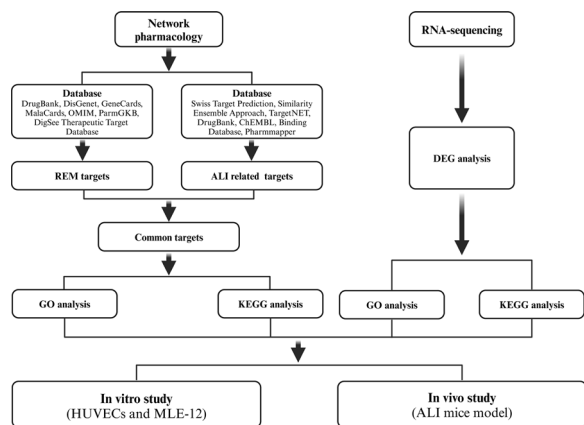 Network
pharmacology
RNA-sequencing
Database
DrugBank, DisGenet, GeneCards,
MalaCards, OMIM, ParmGKB,
DigSee Therapeutic Target
Database
Database
Swiss Target Prediction, Similarity
Ensemble Approach, TargetNET,
DrugBank, ChEMBL, Binding
Database, Pharmmapper
DEG analysis
REM targets
ALI related targets
Common targets
GO analysis
KEGG analysis
GO analysis
KEGG analysis
In vitro study
(HUVECs and MLE-12)
In vivo study
(ALI mice model)